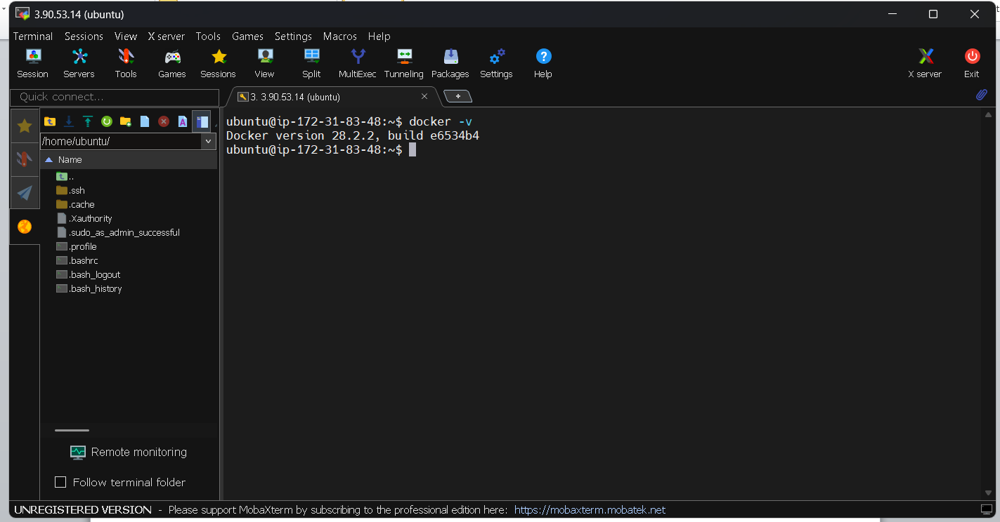 3.90.53.14 (ubuntu)
Terminal Sessions View X server Tools Games Settings Macros Help
Session Servers Tools Games Sessions View Split MultiExec Tunneling Packages Settings Help X server Exit
Quick connect...
3. 3.90.53.14 (ubuntu)
/home/ubuntu/
Name
..
.ssh
.cache
.Xauthority
.sudo_as_admin_successful
.profile
.bashrc
.bash_logout
.bash_history
Remote monitoring
Follow terminal folder
ubuntu@ip-172-31-83-48:~$ docker -v
Docker version 28.2.2, build e6534b4
ubuntu@ip-172-31-83-48:~$
UNREGISTERED VERSION - Please support MobaXterm by subscribing to the professional edition here: https://mobaxterm.mobatek.net